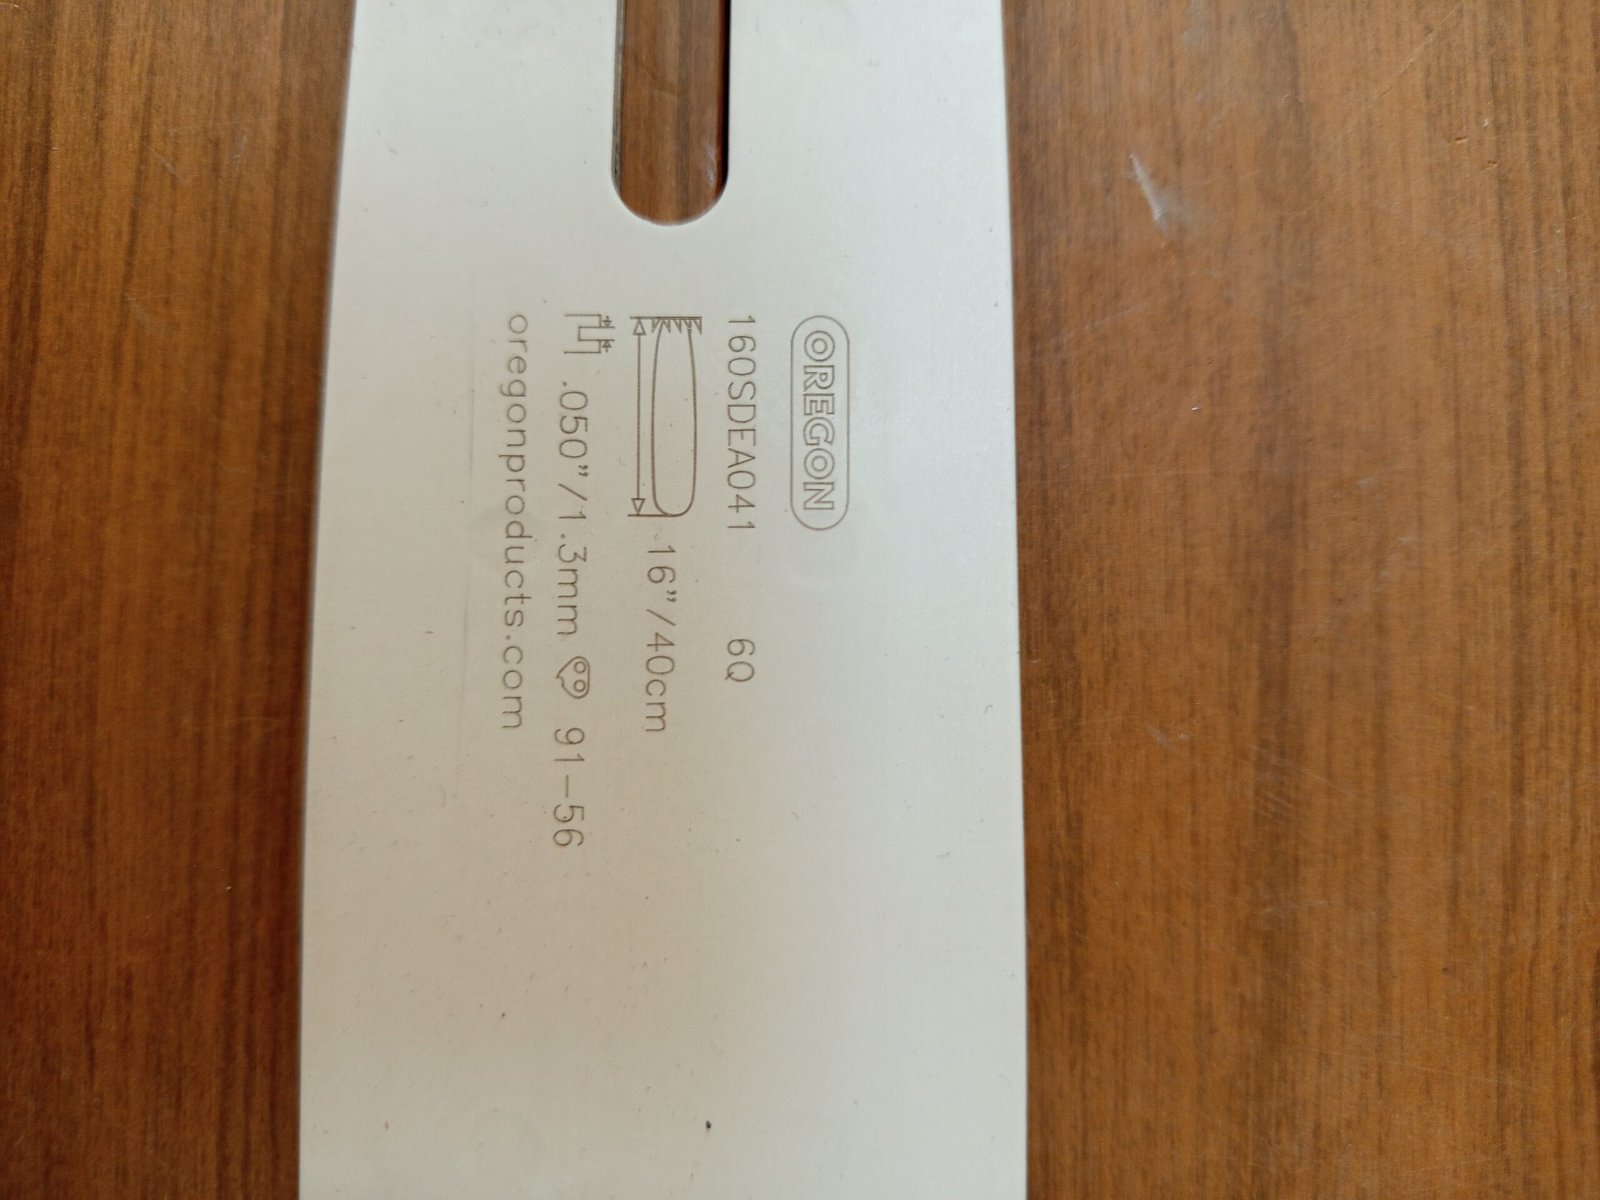 OREGON
160SDEA041 6Q
16”/40cm
.050”/1.3mm 91-56
oregonproducts.com